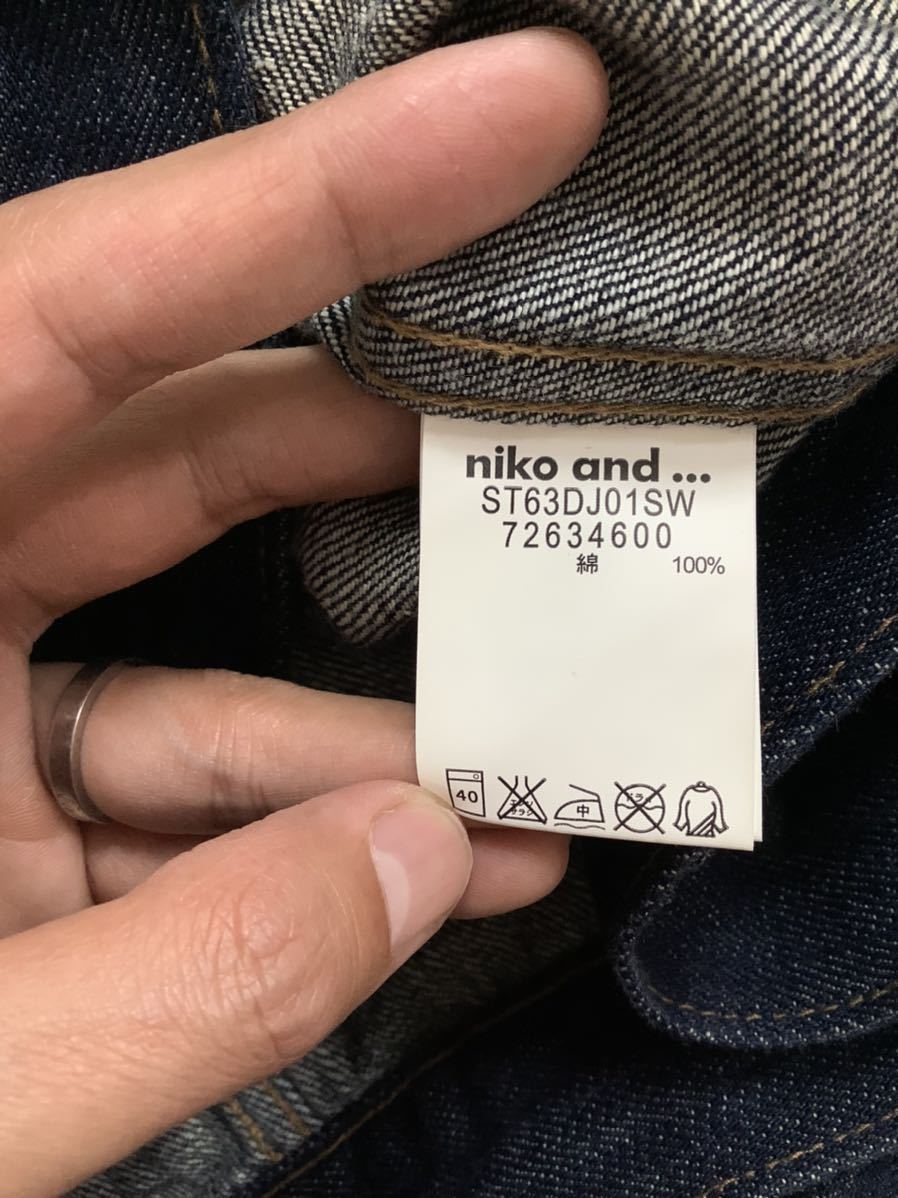 niko and ...
ST63DJ01SW
72634600
綿 100%
40 中